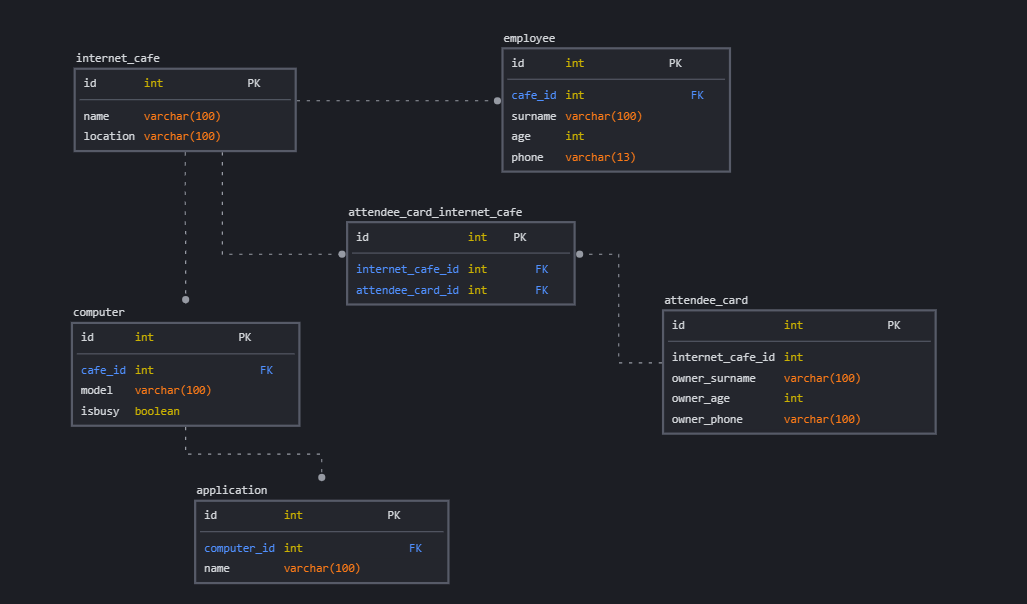 internet_cafe
id int PK
name varchar(100)
location varchar(100)
employee
id int PK
cafe_id int FK
surname varchar(100)
age int
phone varchar(13)
attendee_card_internet_cafe
id int PK
internet_cafe_id int FK
attendee_card_id int FK
computer
id int PK
cafe_id int FK
model varchar(100)
isbusy boolean
attendee_card
id int PK
internet_cafe_id int
owner_surname varchar(100)
owner_age int
owner_phone varchar(100)
application
id int PK
computer_id int FK
name varchar(100)